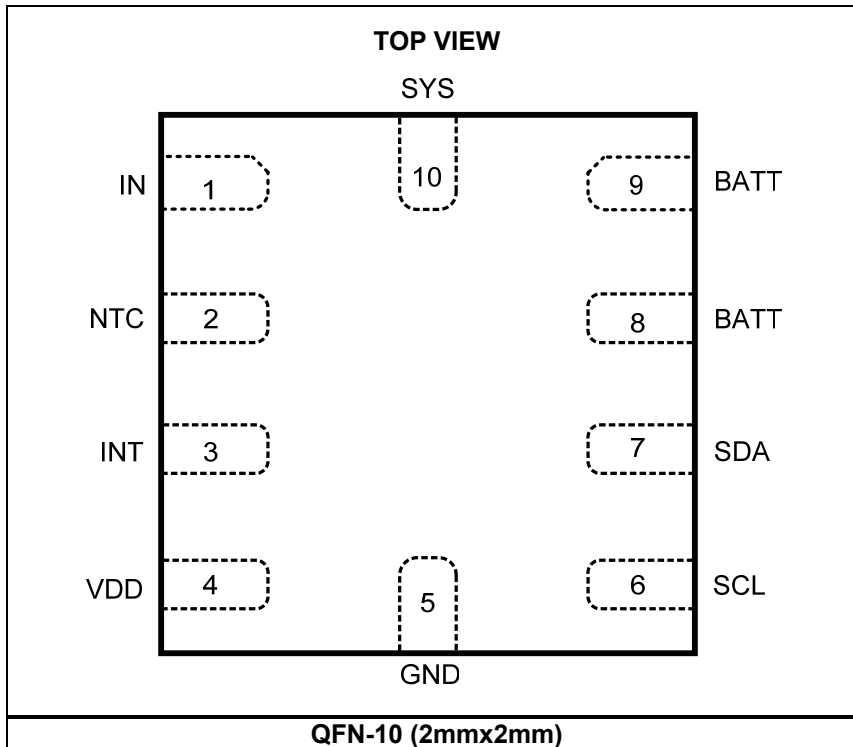 TOP VIEW
SYS
IN 1 10 9 BATT
NTC 2 8 BATT
INT 3 7 SDA
VDD 4 5 6 SCL
GND
QFN-10 (2mmx2mm)